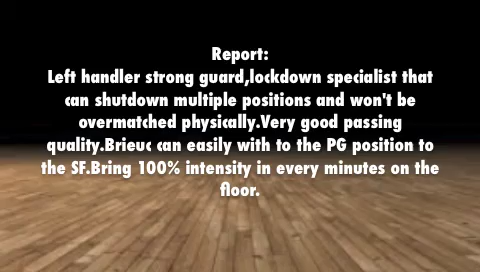 Report:
Left handler strong guard,lockdown specialist that
can shutdown multiple positions and won't be
overmatched physically.Very good passing
quality.Brieuc can easily with to the PG position to
the SF.Bring 100% intensity in every minutes on the
floor.